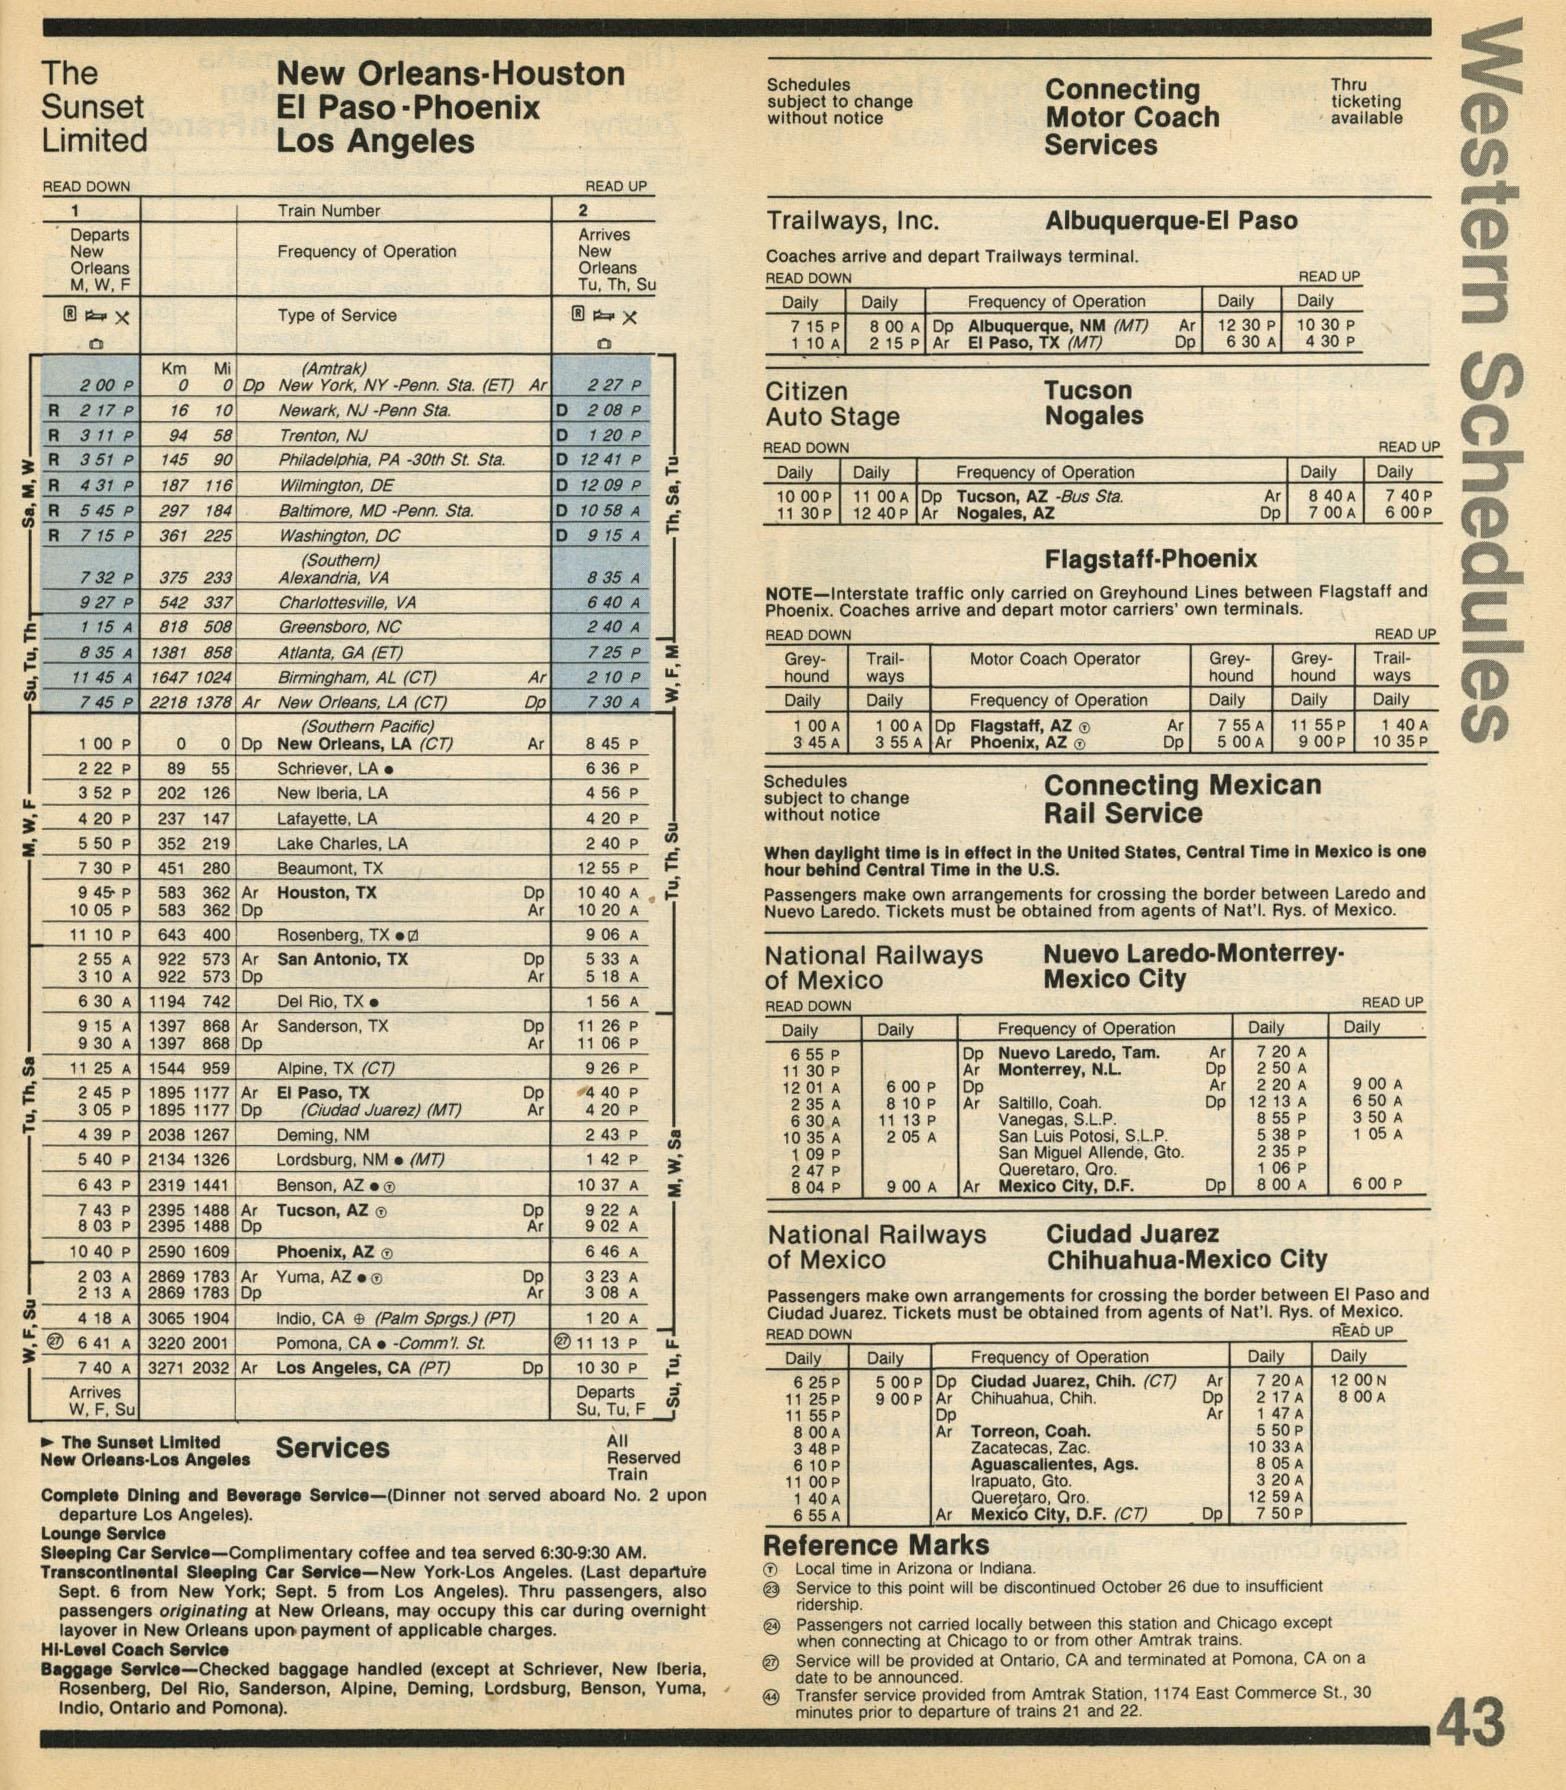 Western Schedules
The
Sunset
Limited
New Orleans-Houston
El Paso-Phoenix
Los Angeles
READ DOWN READ UP
1 Train Number 2
Departs
New
Orleans
M, W, F
Frequency of Operation
Arrives
New
Orleans
Tu, Th, Su
R Type of Service R
Km Mi (Amtrak)
2 00 P 0 0 Dp New York, NY -Penn. Sta. (ET) Ar 2 27 P
R 2 17 P 16 10 Newark, NJ -Penn Sta. D 2 08 P
R 3 11 P 94 58 Trenton, NJ D 1 20 P
R 3 51 P 145 90 Philadelphia, PA -30th St. Sta. D 12 41 P
R 4 31 P 187 116 Wilmington, DE D 12 09 P
R 5 45 P 297 184 Baltimore, MD -Penn. Sta. D 10 58 A
R 7 15 P 361 225 Washington, DC D 9 15 A
(Southern)
7 32 P 375 233 Alexandria, VA 8 35 A
9 27 P 542 337 Charlottesville, VA 6 40 A
1 15 A 818 508 Greensboro, NC 2 40 A
8 35 A 1381 858 Atlanta, GA (ET) 7 25 P
11 45 A 1647 1024 Birmingham, AL (CT) Ar 2 10 P
7 45 P 2218 1378 Ar New Orleans, LA (CT) Dp 7 30 A
(Southern Pacific)
1 00 P 0 0 Dp New Orleans, LA (CT) Ar 8 45 P
2 22 P 89 55 Schriever, LA ● 6 36 P
3 52 P 202 126 New Iberia, LA 4 56 P
4 20 P 237 147 Lafayette, LA 4 20 P
5 50 P 352 219 Lake Charles, LA 2 40 P
7 30 P 451 280 Beaumont, TX 12 55 P
9 45 P 583 362 Ar Houston, TX Dp 10 40 A
10 05 P 583 362 Dp Ar 10 20 A
11 10 P 643 400 Rosenberg, TX ● 9 06 A
2 55 A 922 573 Ar San Antonio, TX Dp 5 33 A
3 10 A 922 573 Dp Ar 5 18 A
6 30 A 1194 742 Del Rio, TX ● 1 56 A
9 15 A 1397 868 Ar Sanderson, TX Dp 11 26 P
9 30 A 1397 868 Dp Ar 11 06 P
11 25 A 1544 959 Alpine, TX (CT) 9 26 P
2 45 P 1895 1177 Ar El Paso, TX Dp 4 40 P
3 05 P 1895 1177 Dp (Ciudad Juarez) (MT) Ar 4 20 P
4 39 P 2038 1267 Deming, NM 2 43 P
5 40 P 2134 1326 Lordsburg, NM ● (MT) 1 42 P
6 43 P 2319 1441 Benson, AZ ● Ⓣ 10 37 A
7 43 P 2395 1488 Ar Tucson, AZ Ⓣ Dp 9 22 A
8 03 P 2395 1488 Dp Ar 9 02 A
10 40 P 2590 1609 Phoenix, AZ Ⓣ 6 46 A
2 03 A 2869 1783 Ar Yuma, AZ ● Ⓣ Dp 3 23 A
2 13 A 2869 1783 Dp Ar 3 08 A
4 18 A 3065 1904 Indio, CA ⊕ (Palm Sprgs.) (PT) 1 20 A
㉗ 6 41 A 3220 2001 Pomona, CA ● -Comm'l. St. ㉗ 11 13 P
7 40 A 3271 2032 Ar Los Angeles, CA (PT) Dp 10 30 P
Arrives
W, F, Su
Departs
Su, Tu, F
Sa, M, W
Su, Tu, Th
M, W, F
Tu, Th, Sa
W, F, Su
Th, Sa, Tu
W, F, M
Tu, Th, Su
M, W, Sa
Su, Tu, F
► The Sunset Limited
New Orleans-Los Angeles
Services
All
Reserved
Train
Complete Dining and Beverage Service—(Dinner not served aboard No. 2 upon
departure Los Angeles).
Lounge Service
Sleeping Car Service—Complimentary coffee and tea served 6:30-9:30 AM.
Transcontinental Sleeping Car Service—New York-Los Angeles. (Last departure
Sept. 6 from New York; Sept. 5 from Los Angeles). Thru passengers, also
passengers originating at New Orleans, may occupy this car during overnight
layover in New Orleans upon payment of applicable charges.
Hi-Level Coach Service
Baggage Service—Checked baggage handled (except at Schriever, New Iberia,
Rosenberg, Del Rio, Sanderson, Alpine, Deming, Lordsburg, Benson, Yuma,
Indio, Ontario and Pomona).
Schedules
subject to change
without notice
Connecting
Motor Coach
Services
Thru
ticketing
available
Trailways, Inc. Albuquerque-El Paso
Coaches arrive and depart Trailways terminal.
READ DOWN READ UP
Daily Daily Frequency of Operation Daily Daily
7 15 P 8 00 A Dp Albuquerque, NM (MT) Ar 12 30 P 10 30 P
1 10 A 2 15 P Ar El Paso, TX (MT) Dp 6 30 A 4 30 P
Citizen
Auto Stage
Tucson
Nogales
READ DOWN READ UP
Daily Daily Frequency of Operation Daily Daily
10 00 P 11 00 A Dp Tucson, AZ -Bus Sta. Ar 8 40 A 7 40 P
11 30 P 12 40 P Ar Nogales, AZ Dp 7 00 A 6 00 P
Flagstaff-Phoenix
NOTE—Interstate traffic only carried on Greyhound Lines between Flagstaff and
Phoenix. Coaches arrive and depart motor carriers' own terminals.
READ DOWN READ UP
Grey- Trail- Motor Coach Operator Grey- Grey- Trail-
hound ways hound hound ways
Daily Daily Frequency of Operation Daily Daily Daily
1 00 A 1 00 A Dp Flagstaff, AZ Ⓣ Ar 7 55 A 11 55 P 1 40 A
3 45 A 3 55 A Ar Phoenix, AZ Ⓣ Dp 5 00 A 9 00 P 10 35 P
Schedules
subject to change
without notice
Connecting Mexican
Rail Service
When daylight time is in effect in the United States, Central Time in Mexico is one
hour behind Central Time in the U.S.
Passengers make own arrangements for crossing the border between Laredo and
Nuevo Laredo. Tickets must be obtained from agents of Nat'l. Rys. of Mexico.
National Railways
of Mexico
Nuevo Laredo-Monterrey-
Mexico City
READ DOWN READ UP
Daily Daily Frequency of Operation Daily Daily
6 55 P Dp Nuevo Laredo, Tam. Ar 7 20 A
11 30 P Ar Monterrey, N.L. Dp 2 50 A
12 01 A 6 00 P Dp Ar 2 20 A 9 00 A
2 35 A 8 10 P Ar Saltillo, Coah. Dp 12 13 A 6 50 A
6 30 A 11 13 P Vanegas, S.L.P. 8 55 P 3 50 A
10 35 A 2 05 A San Luis Potosi, S.L.P. 5 38 P 1 05 A
1 09 P San Miguel Allende, Gto. 2 35 P
2 47 P Queretaro, Qro. 1 06 P
8 04 P 9 00 A Ar Mexico City, D.F. Dp 8 00 A 6 00 P
National Railways
of Mexico
Ciudad Juarez
Chihuahua-Mexico City
Passengers make own arrangements for crossing the border between El Paso and
Ciudad Juarez. Tickets must be obtained from agents of Nat'l. Rys. of Mexico.
READ DOWN READ UP
Daily Daily Frequency of Operation Daily Daily
6 25 P 5 00 P Dp Ciudad Juarez, Chih. (CT) Ar 7 20 A 12 00 N
11 25 P 9 00 P Ar Chihuahua, Chih. Dp 2 17 A 8 00 A
11 55 P Dp Ar 1 47 A
8 00 A Ar Torreon, Coah. 5 50 P
3 48 P Zacatecas, Zac. 10 33 A
6 10 P Aguascalientes, Ags. 8 05 A
11 00 P Irapuato, Gto. 3 20 A
1 40 A Queretaro, Qro. 12 59 A
6 55 A Ar Mexico City, D.F. (CT) Dp 7 50 P
Reference Marks
Ⓣ Local time in Arizona or Indiana.
㉓ Service to this point will be discontinued October 26 due to insufficient
ridership.
㉔ Passengers not carried locally between this station and Chicago except
when connecting at Chicago to or from other Amtrak trains.
㉗ Service will be provided at Ontario, CA and terminated at Pomona, CA on a
date to be announced.
㊹ Transfer service provided from Amtrak Station, 1174 East Commerce St., 30
minutes prior to departure of trains 21 and 22.
43